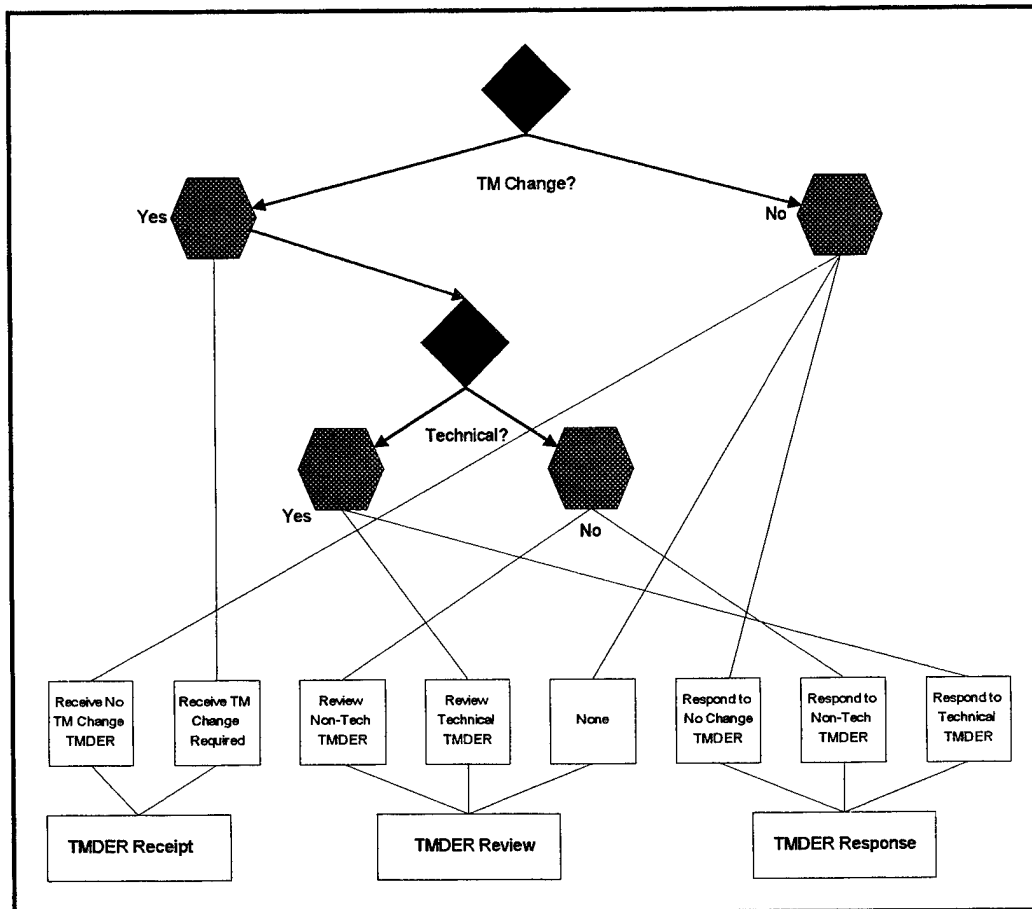 TM Change?
Yes
No
Technical?
Yes
No
Receive No
TM Change
TMDER
Receive TM
Change
Required
Review
Non-Tech
TMDER
Review
Technical
TMDER
None
Respond to
No Change
TMDER
Respond to
Non-Tech
TMDER
Respond to
Technical
TMDER
TMDER Receipt
TMDER Review
TMDER Response